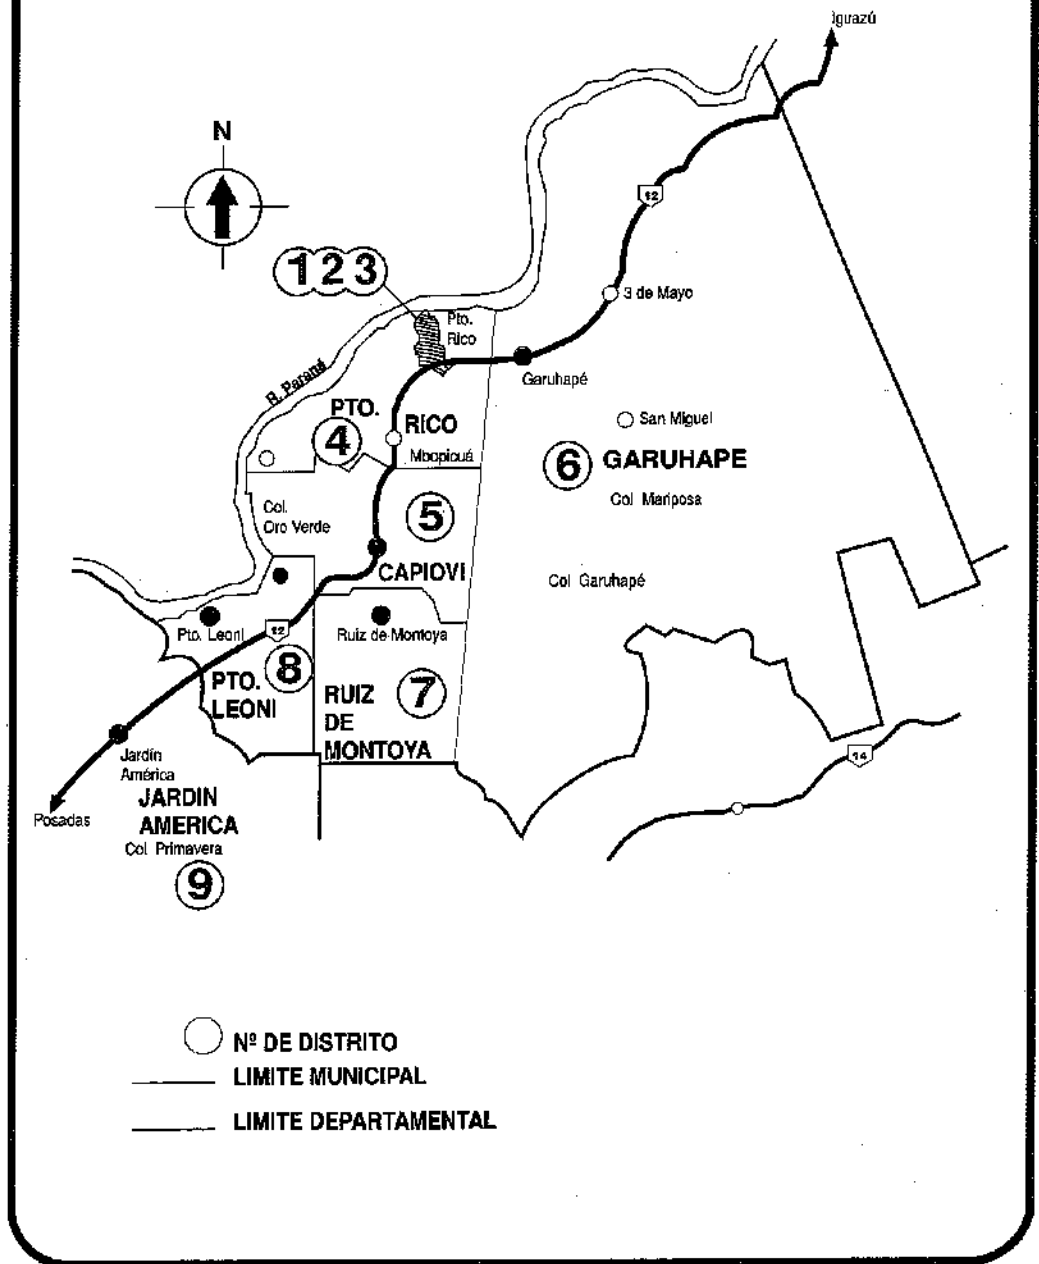 Iguazú
N
12
1 2 3
3 de Mayo
Pto.
Rico
R. Paraná
Garuhapé
PTO.
RICO
4
San Miguel
Mbopicuá
6
GARUHAPE
Col Mariposa
Col.
Oro Verde
5
CAPIOVI
Col Garuhapé
Pto. Leoni
12
Ruiz de Montoya
8
PTO.
LEONI
7
RUIZ
DE
MONTOYA
14
Jardín
América
Posadas
JARDIN
AMERICA
Col Primavera
9
Nº DE DISTRITO
LIMITE MUNICIPAL
LIMITE DEPARTAMENTAL